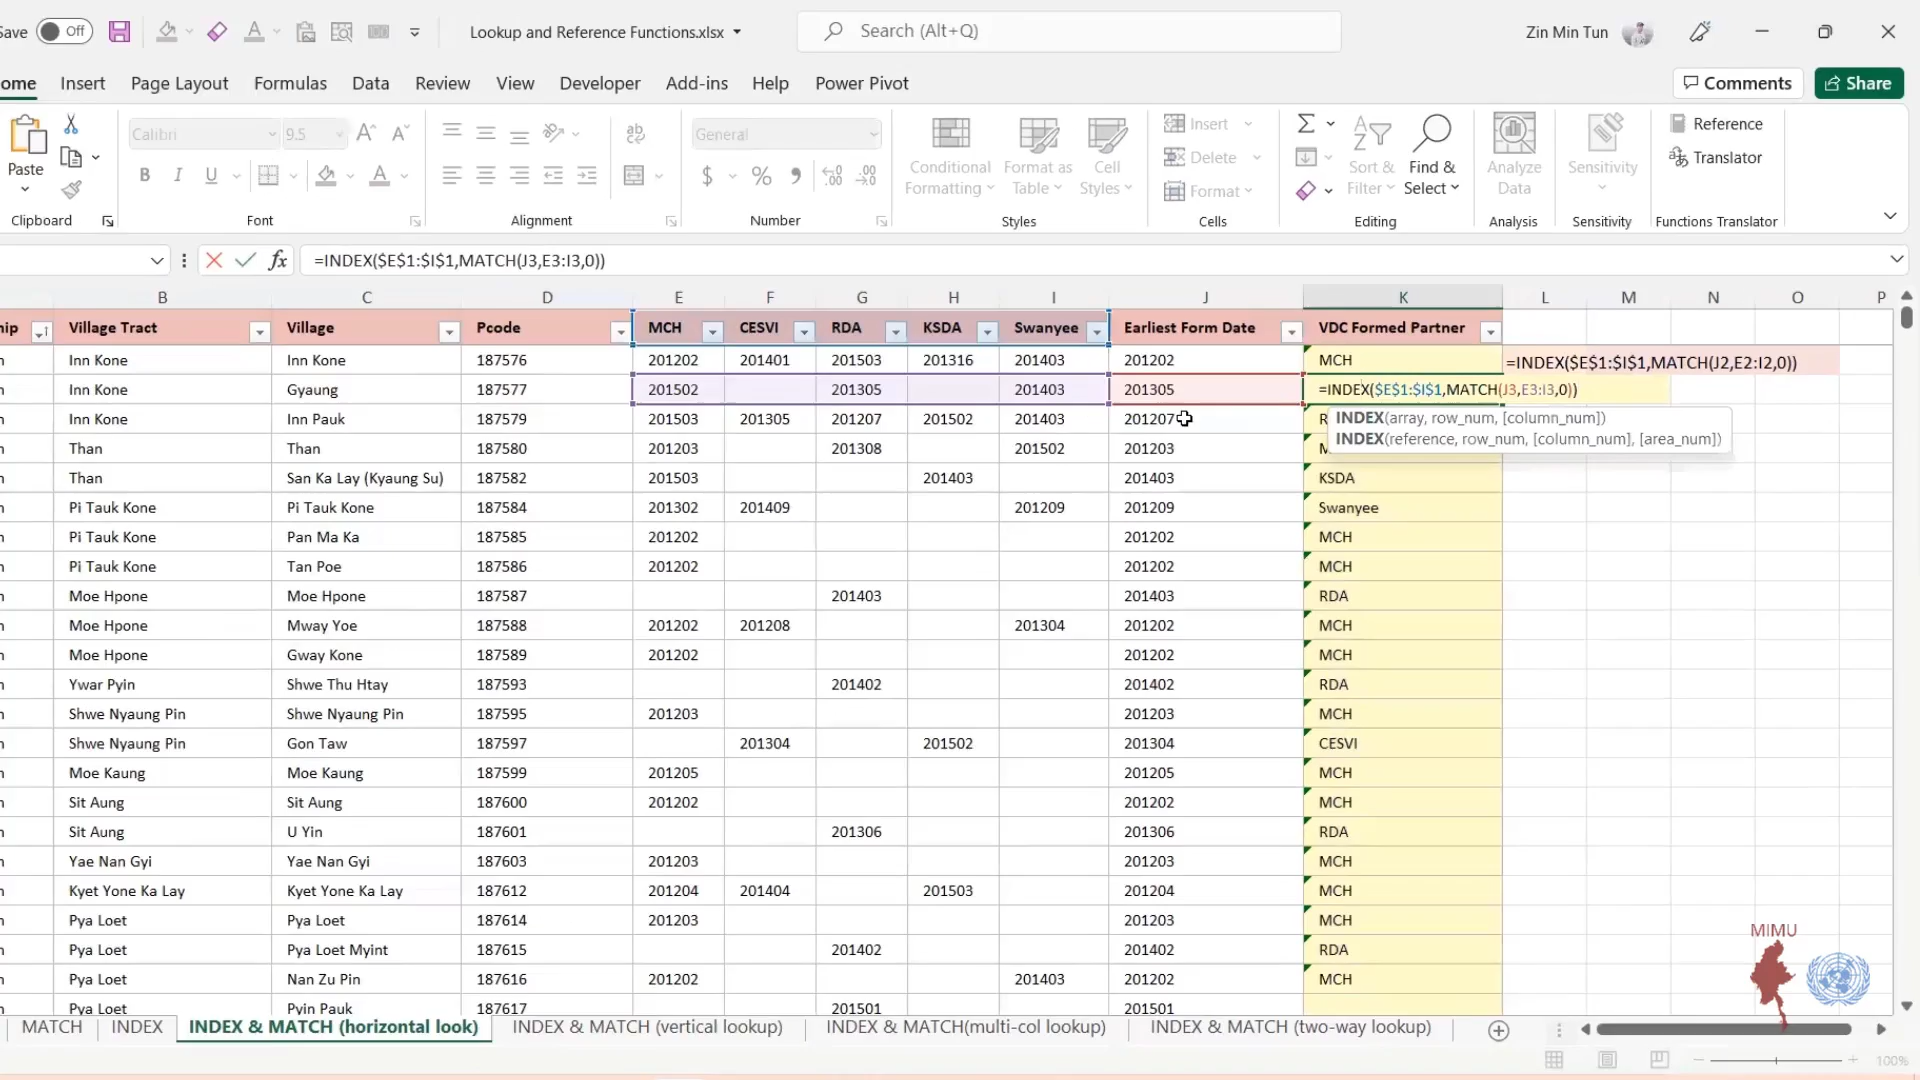 Save Off Lookup and Reference Functions.xlsx Search (Alt+Q) Zin Min Tun
ome Insert Page Layout Formulas Data Review View Developer Add-ins Help Power Pivot Comments Share
Paste Calibri 9.5 A A ab General $ % 9 Conditional Formatting Format as Table Cell Styles Insert Delete Format Σ Sort & Filter Find & Select Analyze Data Sensitivity Reference Translator
B I U A
Clipboard Font Alignment Number Styles Cells Editing Analysis Sensitivity Functions Translator
fx =INDEX($E$1:$I$1,MATCH(J3,E3:I3,0))
B C D E F G H I J K L M N O P
hip Village Tract Village Pcode MCH CESVI RDA KSDA Swanyee Earliest Form Date VDC Formed Partner
n Inn Kone Inn Kone 187576 201202 201401 201503 201316 201403 201202 MCH =INDEX($E$1:$I$1,MATCH(J2,E2:I2,0))
n Inn Kone Gyaung 187577 201502 201305 201403 201305 =INDEX($E$1:$I$1,MATCH(J3,E3:I3,0))
n Inn Kone Inn Pauk 187579 201503 201305 201207 201502 201403 201207 R INDEX(array, row_num, [column_num])
INDEX(reference, row_num, [column_num], [area_num])
n Than Than 187580 201203 201308 201502 201203 M
n Than San Ka Lay (Kyaung Su) 187582 201503 201403 201403 KSDA
n Pi Tauk Kone Pi Tauk Kone 187584 201302 201409 201209 201209 Swanyee
n Pi Tauk Kone Pan Ma Ka 187585 201202 201202 MCH
n Pi Tauk Kone Tan Poe 187586 201202 201202 MCH
n Moe Hpone Moe Hpone 187587 201403 201403 RDA
n Moe Hpone Mway Yoe 187588 201202 201208 201304 201202 MCH
n Moe Hpone Gway Kone 187589 201202 201202 MCH
n Ywar Pyin Shwe Thu Htay 187593 201402 201402 RDA
n Shwe Nyaung Pin Shwe Nyaung Pin 187595 201203 201203 MCH
n Shwe Nyaung Pin Gon Taw 187597 201304 201502 201304 CESVI
n Moe Kaung Moe Kaung 187599 201205 201205 MCH
n Sit Aung Sit Aung 187600 201202 201202 MCH
n Sit Aung U Yin 187601 201306 201306 RDA
n Yae Nan Gyi Yae Nan Gyi 187603 201203 201203 MCH
n Kyet Yone Ka Lay Kyet Yone Ka Lay 187612 201204 201404 201503 201204 MCH
n Pya Loet Pya Loet 187614 201203 201203 MCH
n Pya Loet Pya Loet Myint 187615 201402 201402 RDA
n Pya Loet Nan Zu Pin 187616 201202 201403 201202 MCH
n Pya Loet Pyin Pauk 187617 201501 201501
MIMU
MATCH INDEX INDEX & MATCH (horizontal look) INDEX & MATCH (vertical lookup) INDEX & MATCH(multi-col lookup) INDEX & MATCH (two-way lookup)
100%